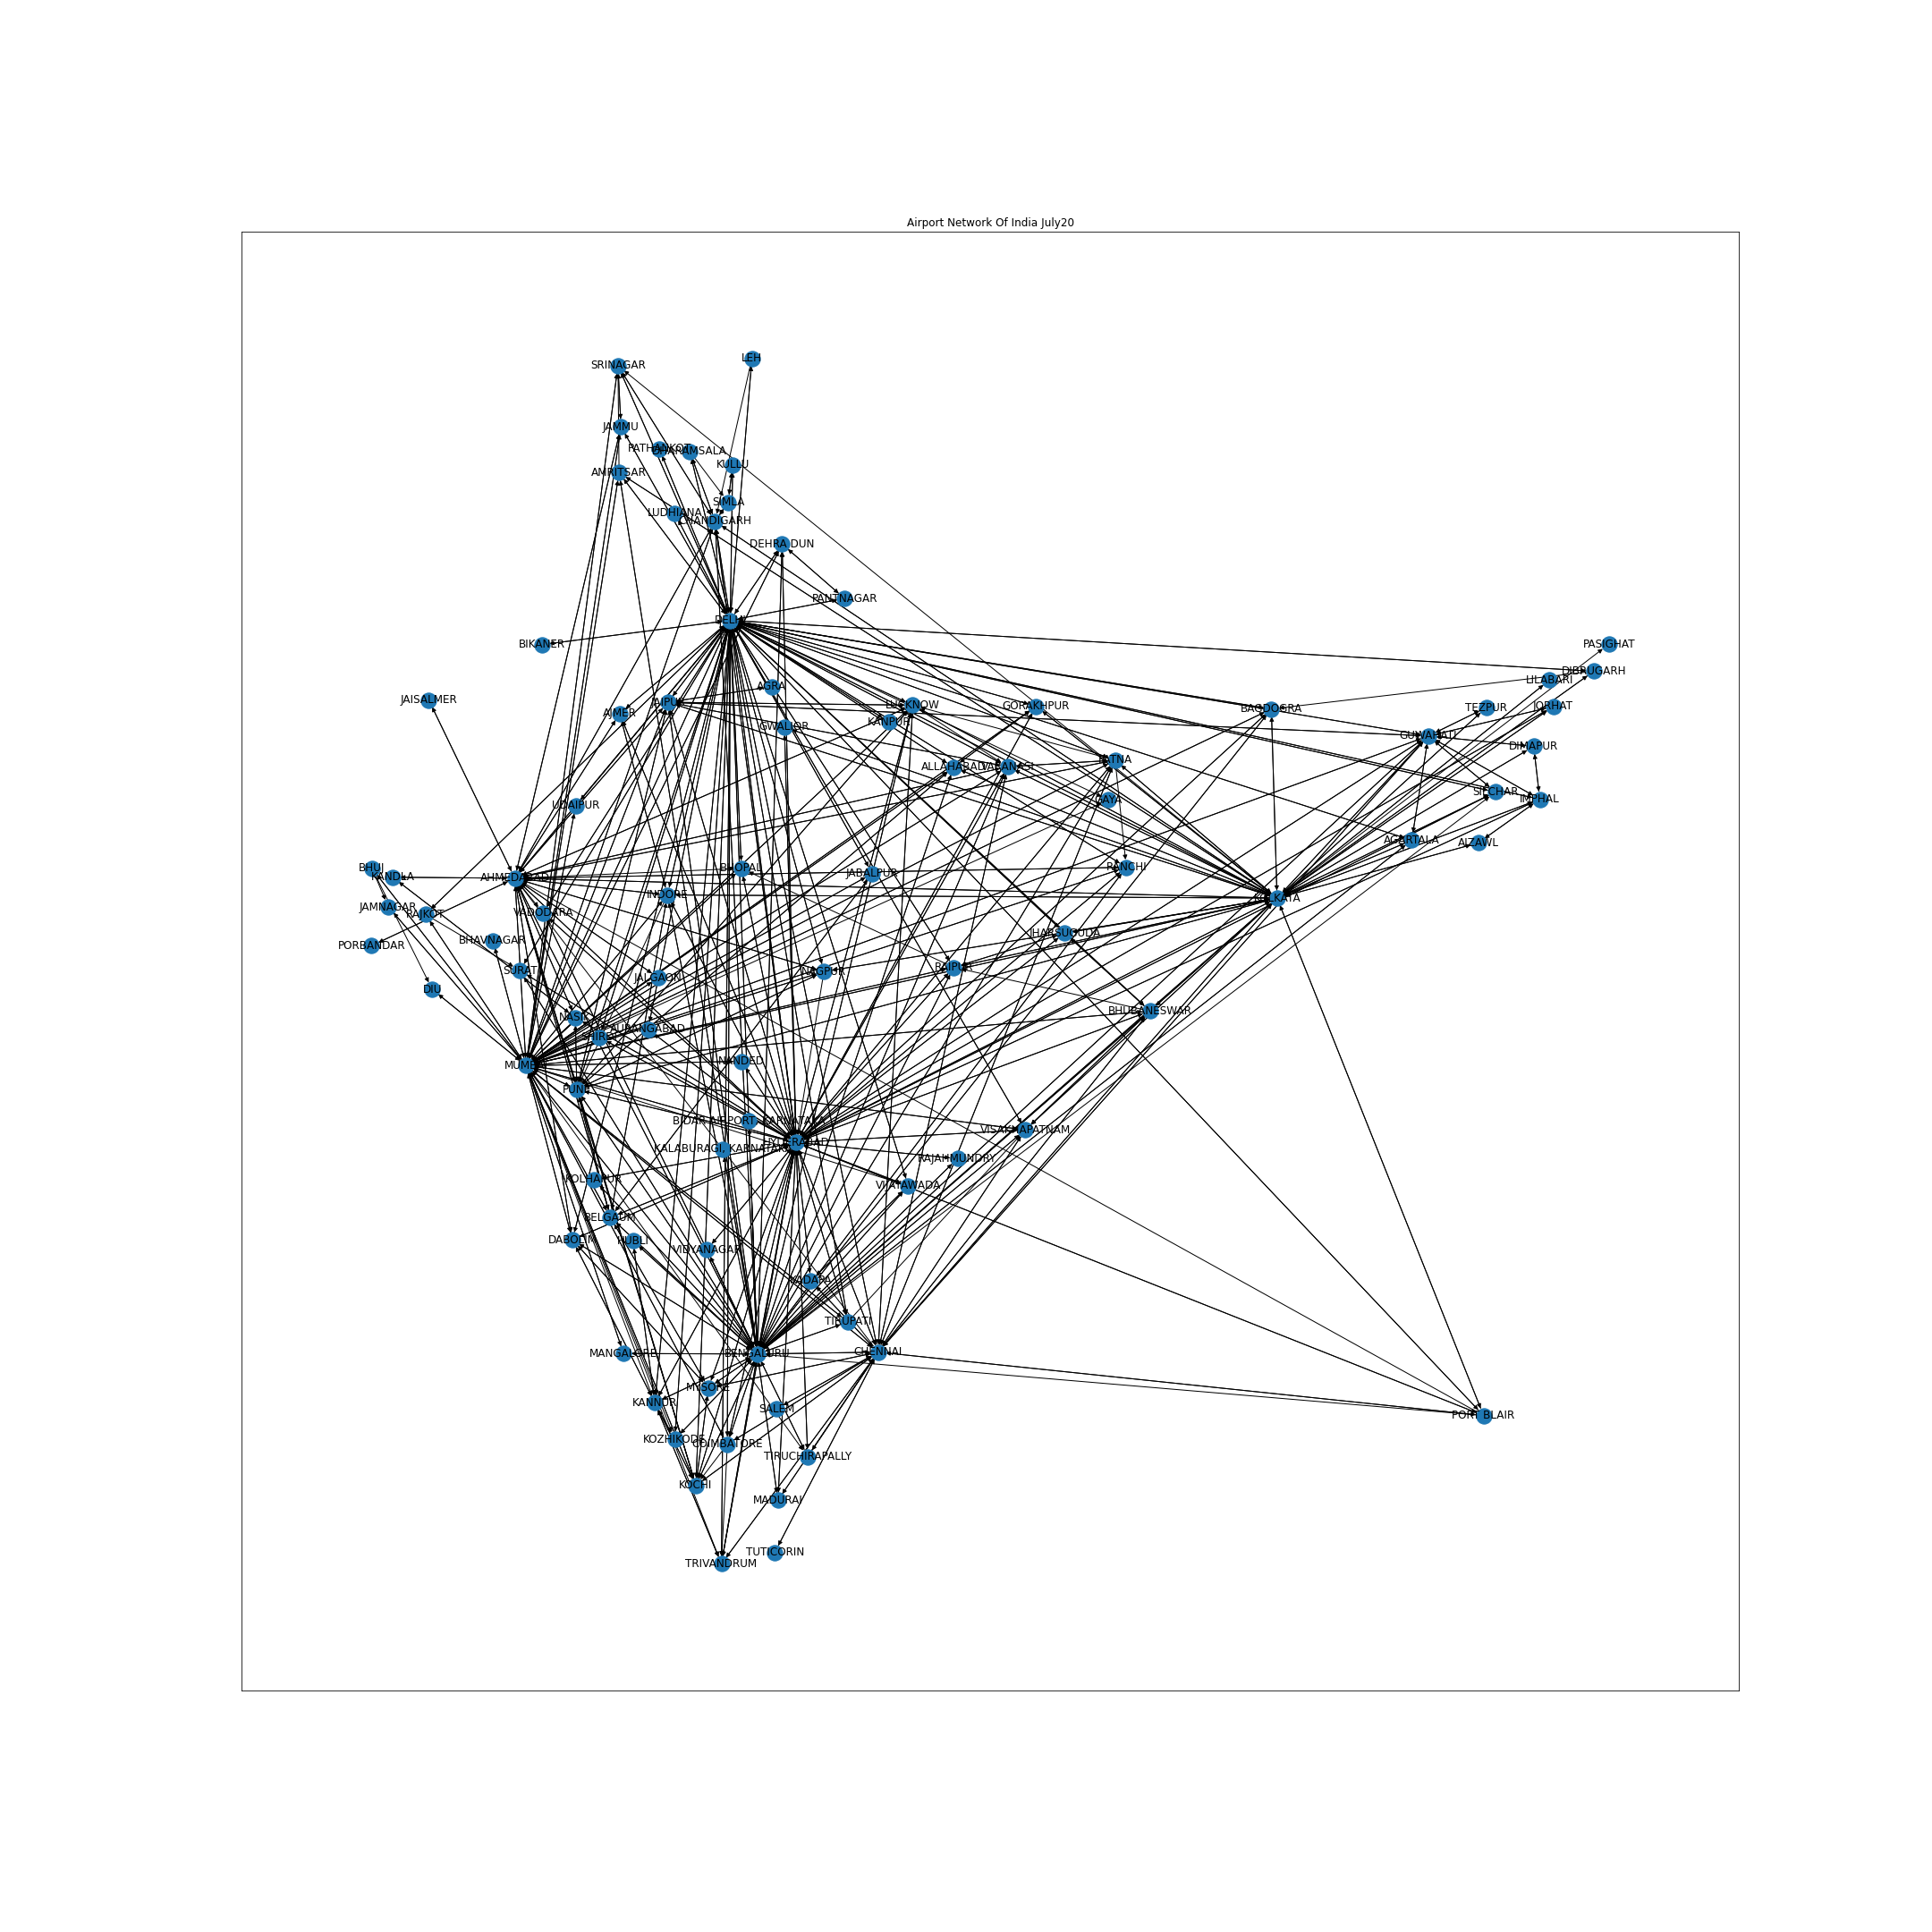 Airport Network Of India July20
LEH
SRINAGAR
JAMMU
PATHANKOT
DHARAMSALA
KULLU
AMRITSAR
SIMLA
LUDHIANA
CHANDIGARH
DEHRA DUN
PANTNAGAR
DELHI
BIKANER
PASIGHAT
DIBRUGARH
LILABARI
AGRA
JAISALMER
JAIPUR
LUCKNOW
GORAKHPUR
BAGDOGRA
TEZPUR
JORHAT
AJMER
KANPUR
GWALIOR
GUWAHATI
DIMAPUR
PATNA
ALLAHABAD
VARANASI
SILCHAR
IMPHAL
GAYA
UDAIPUR
AGARTALA
AIZAWL
BHUJ
BHOPAL
RANCHI
JABALPUR
KANDLA
AHMEDABAD
INDORE
KOLKATA
JAMNAGAR
RAJKOT
VADODARA
JHARSUGUDA
BHAVNAGAR
PORBANDAR
SURAT
NAGPUR
RAIPUR
JALGAON
DIU
BHUBANESWAR
NASIK
AURANGABAD
SHIRDI
NANDED
MUMBAI
PUNE
BIDAR AIRPORT, KARNATAKA
VISAKHAPATNAM
HYDERABAD
KALABURAGI, KARNATAKA
RAJAHMUNDRY
KOLHAPUR
VIJAYAWADA
BELGAUM
DABOLIM
HUBLI
VIDYANAGAR
CUDAPAH
TIRUPATI
MANGALORE
BENGALURU
CHENNAI
MYSORE
KANNUR
SALEM
PORT BLAIR
KOZHIKODE
COIMBATORE
TIRUCHIRAPALLY
KOCHI
MADURAI
TUTICORIN
TRIVANDRUM